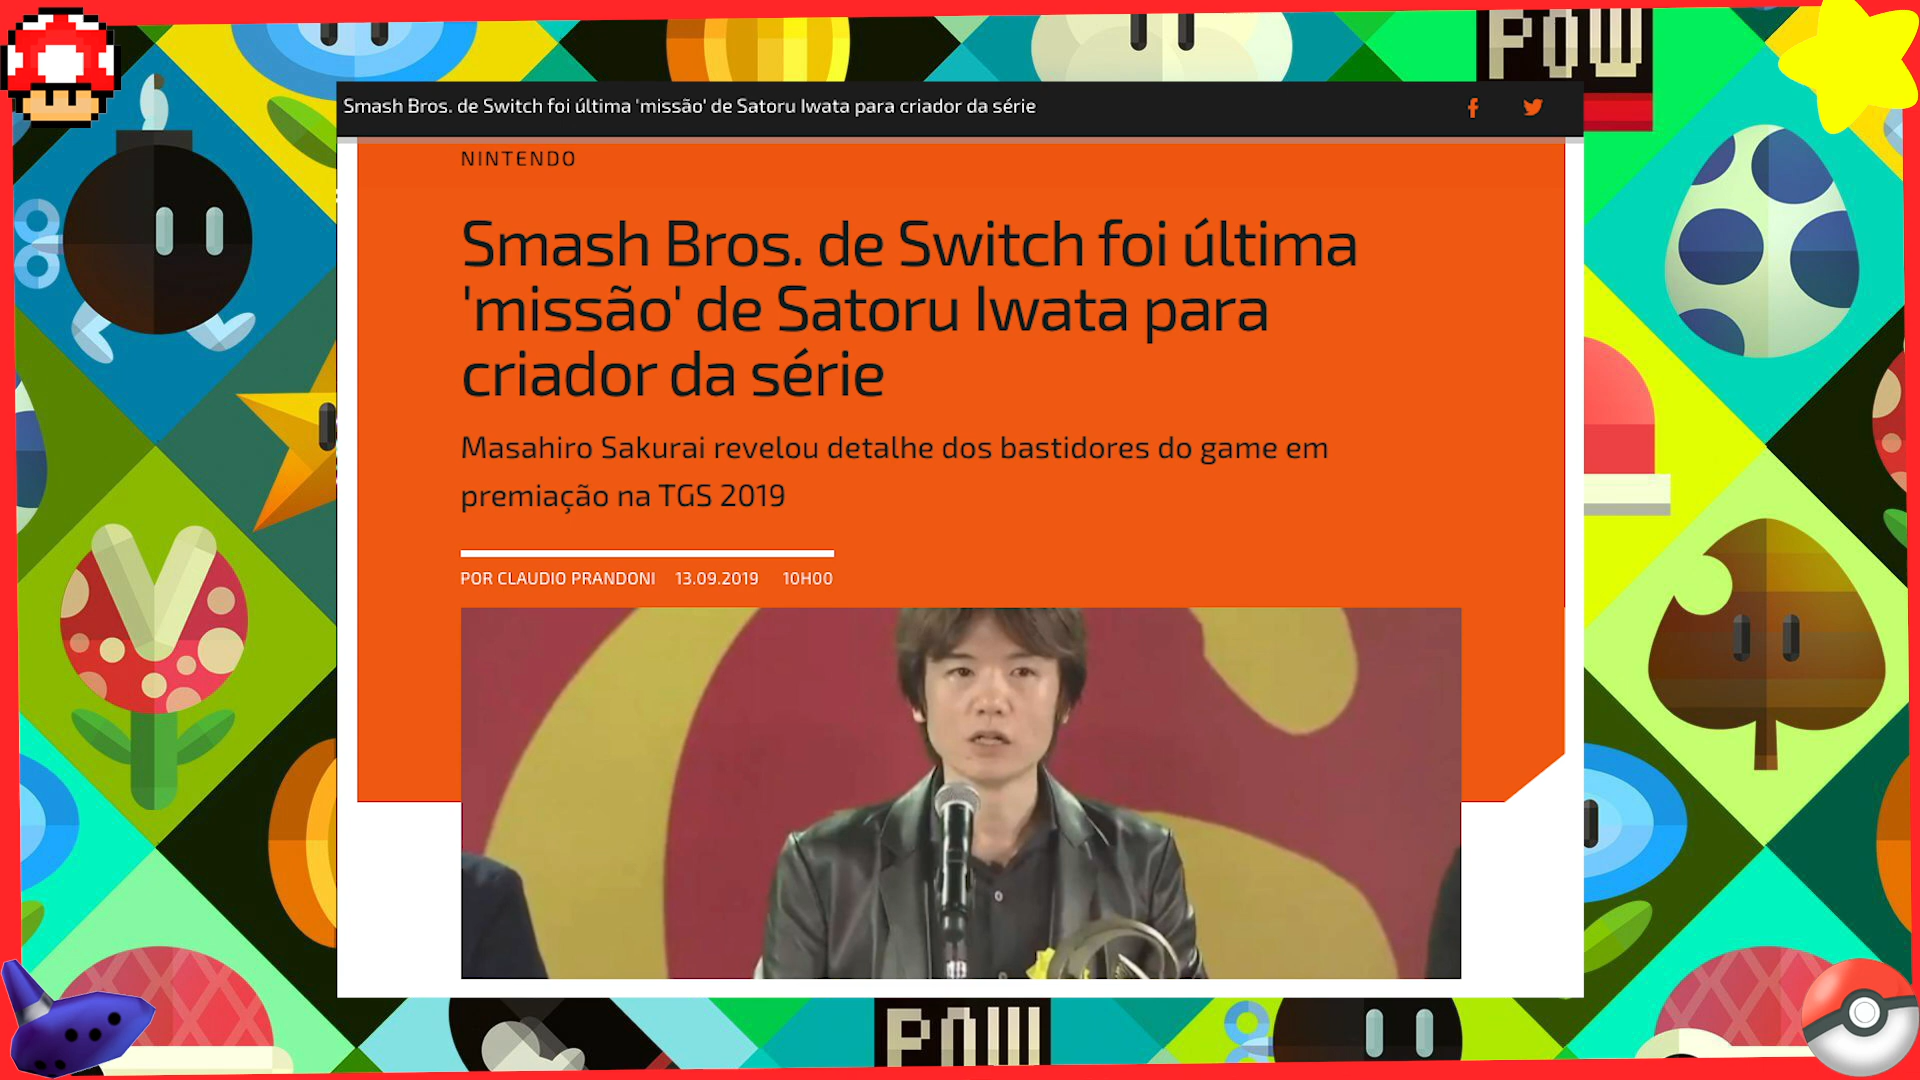 POW
Smash Bros. de Switch foi última 'missão' de Satoru Iwata para criador da série
NINTENDO
Smash Bros. de Switch foi última
'missão' de Satoru Iwata para
criador da série
Masahiro Sakurai revelou detalhe dos bastidores do game em
premiação na TGS 2019
POR CLAUDIO PRANDONI 13.09.2019 10H00
POW